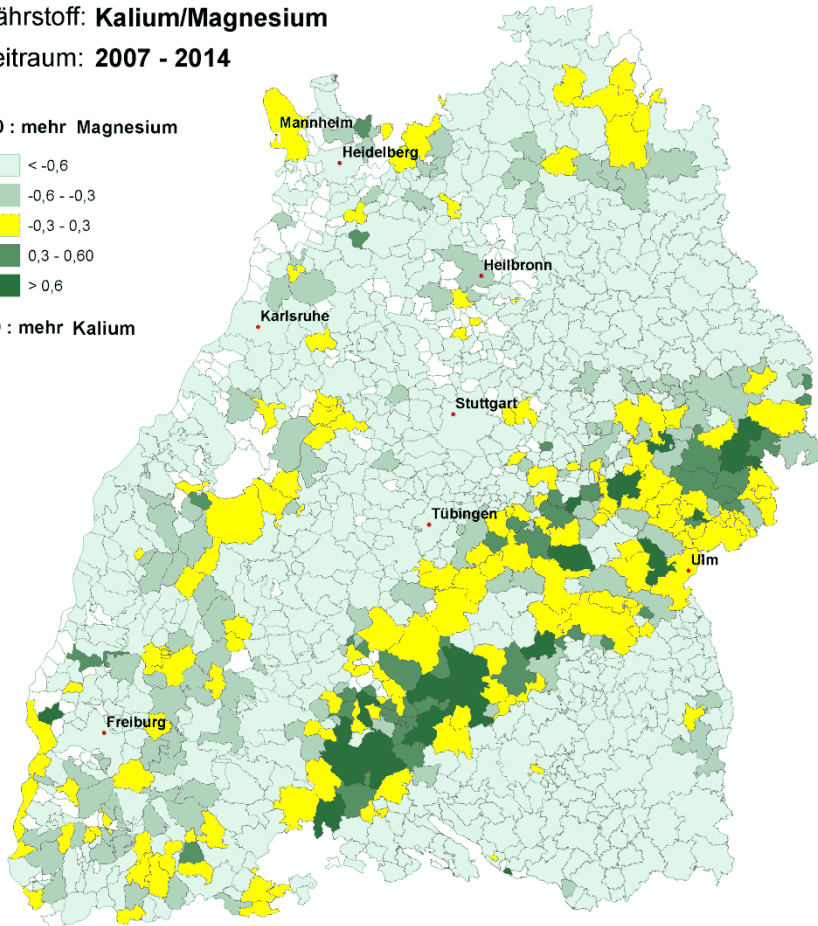 ährstoff: Kalium/Magnesium
eitraum: 2007 - 2014
0 : mehr Magnesium
< -0,6
-0,6 - -0,3
-0,3 - 0,3
0,3 - 0,60
> 0,6
: mehr Kalium
Mannheim
Heidelberg
Heilbronn
Karlsruhe
Stuttgart
Tübingen
Ulm
Freiburg